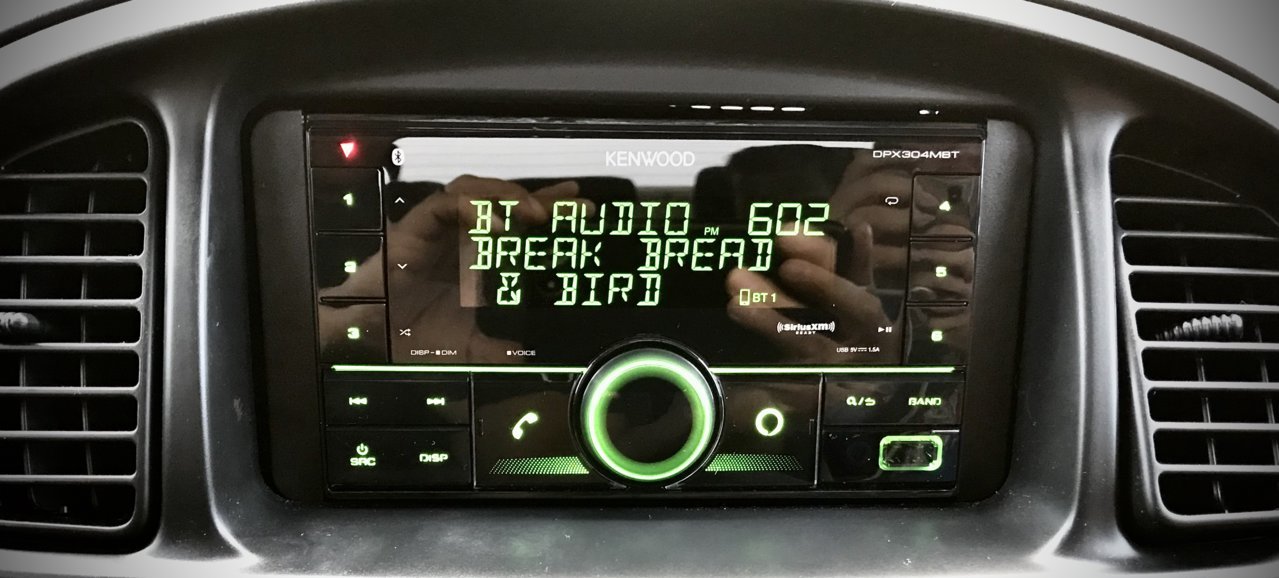 KENWOOD
DPX304MBT
BT AUDIO PM 602
BREAK BREAD
& BIRD
BT 1
1
2
3
4
5
6
((SiriusXM))
READY
DISP-■DIM
■VOICE
USB 5V⎓1.5A
SRC
DISP
BAND